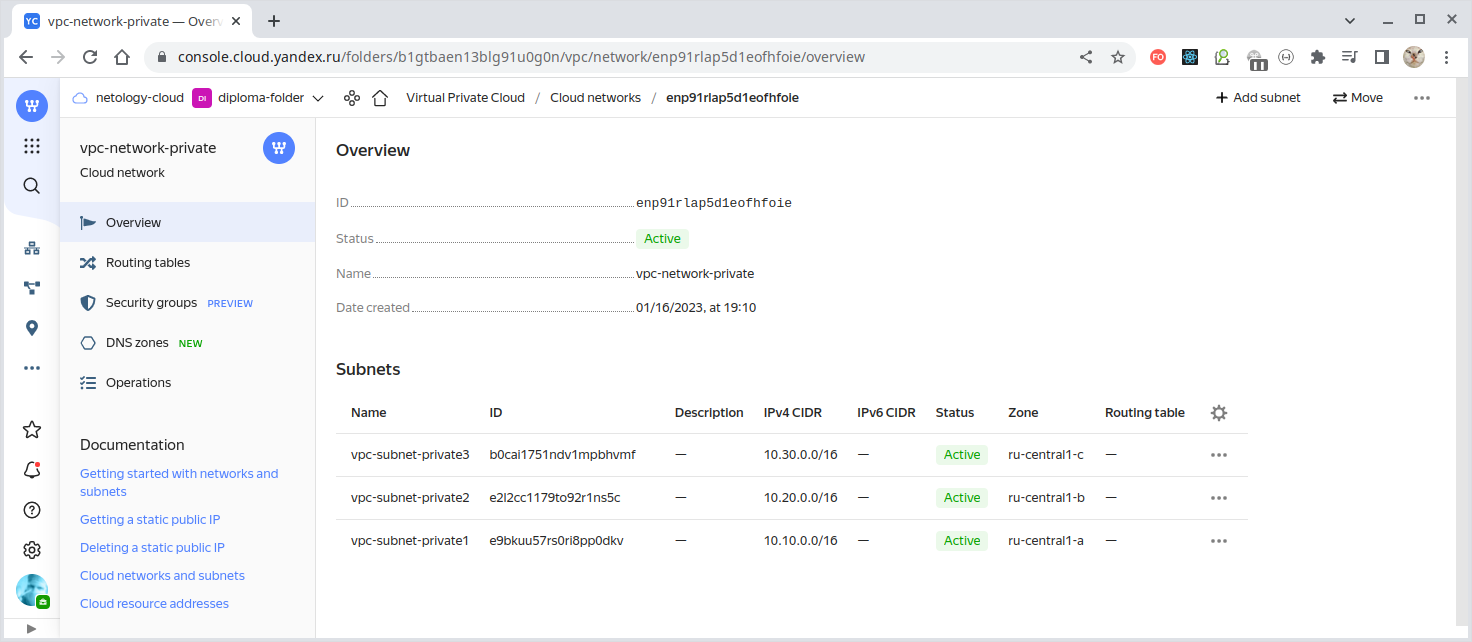 YC vpc-network-private — Over
console.cloud.yandex.ru/folders/b1gtbaen13blg91u0g0n/vpc/network/enp91rlap5d1eofhfoie/overview
FO
netology-cloud DI diploma-folder Virtual Private Cloud / Cloud networks / enp91rlap5d1eofhfoie + Add subnet Move
vpc-network-private
Cloud network
Overview
Routing tables
Security groups PREVIEW
DNS zones NEW
Operations
Documentation
Getting started with networks and
subnets
Getting a static public IP
Deleting a static public IP
Cloud networks and subnets
Cloud resource addresses
Overview
ID enp91rlap5d1eofhfoie
Status Active
Name vpc-network-private
Date created 01/16/2023, at 19:10
Subnets
Name ID Description IPv4 CIDR IPv6 CIDR Status Zone Routing table
vpc-subnet-private3 b0cai1751ndv1mpbhvmf — 10.30.0.0/16 — Active ru-central1-c —
vpc-subnet-private2 e2l2cc1179to92r1ns5c — 10.20.0.0/16 — Active ru-central1-b —
vpc-subnet-private1 e9bkuu57rs0ri8pp0dkv — 10.10.0.0/16 — Active ru-central1-a —